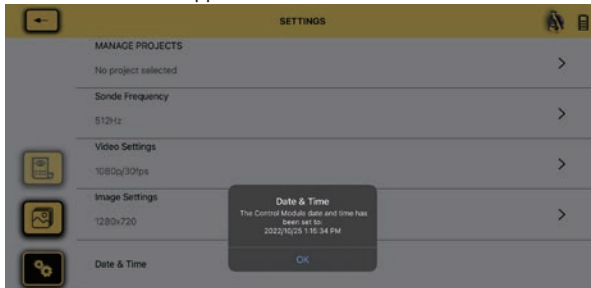 SETTINGS
MANAGE PROJECTS
No project selected
Sonde Frequency
512Hz
Video Settings
1080p/30fps
Image Settings
1280x720
Date & Time
Date & Time
The Control Module date and time has
been set to:
2022/10/25 1:15:34 PM
OK